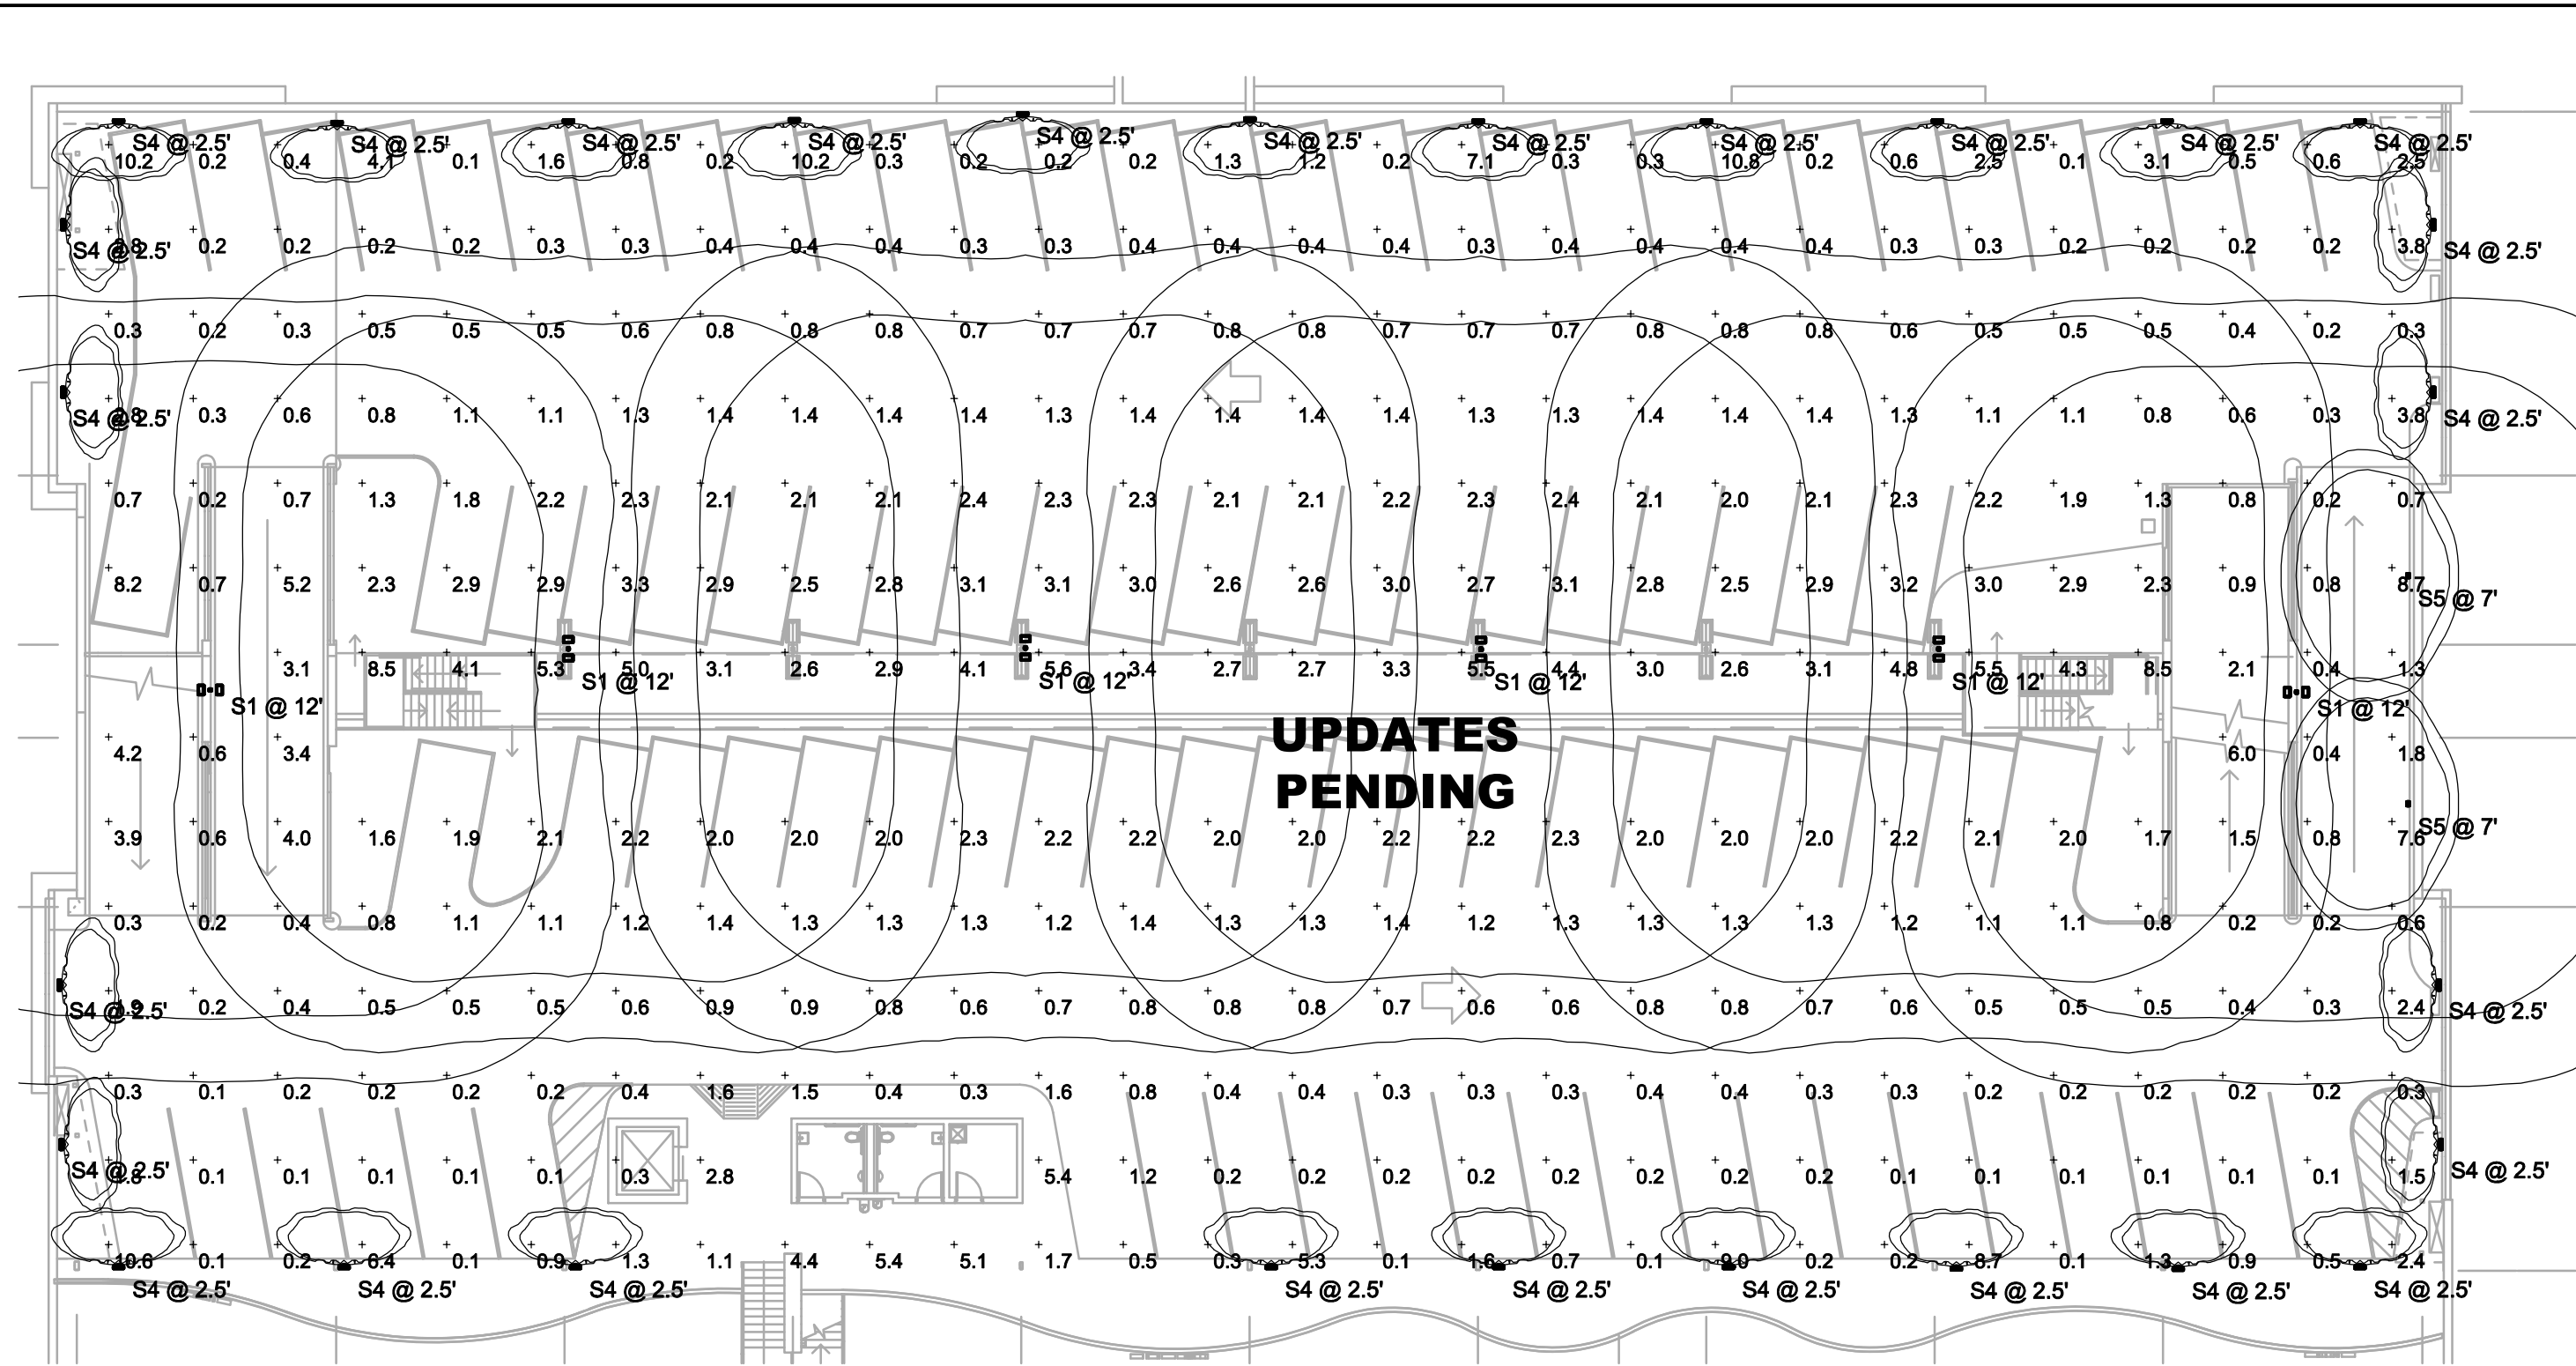 S4 @ 2.5' S4 @ 2.5' S4 @ 2.5' S4 @ 2.5' S4 @ 2.5' S4 @ 2.5' S4 @ 2.5' S4 @ 2.5' S4 @ 2.5' S4 @ 2.5' S4 @ 2.5'
10.2 0.2 0.4 4.1 0.1 1.6 0.8 0.2 10.2 0.3 0.2 0.2 0.2 1.3 1.2 0.2 7.1 0.3 0.3 10.8 0.2 0.6 2.5 0.1 3.1 0.5 0.6 2.5
0.2 0.2 0.2 0.2 0.3 0.3 0.4 0.4 0.4 0.3 0.3 0.4 0.4 0.4 0.4 0.3 0.4 0.4 0.4 0.4 0.3 0.3 0.2 0.2 0.2 0.2 3.8
S4 @ 2.5' S4 @ 2.5'
0.3 0.2 0.3 0.5 0.5 0.5 0.6 0.8 0.8 0.8 0.7 0.7 0.7 0.8 0.8 0.7 0.7 0.7 0.8 0.8 0.8 0.6 0.5 0.5 0.5 0.4 0.2 0.3
0.3 0.6 0.8 1.1 1.1 1.3 1.4 1.4 1.4 1.4 1.3 1.4 1.4 1.4 1.4 1.3 1.3 1.4 1.4 1.4 1.3 1.1 1.1 0.8 0.6 0.3 3.8
S4 @ 2.5' S4 @ 2.5'
0.7 0.2 0.7 1.3 1.8 2.2 2.3 2.1 2.1 2.1 2.4 2.3 2.3 2.1 2.1 2.2 2.3 2.4 2.1 2.0 2.1 2.3 2.2 1.9 1.3 0.8 0.2 0.7
8.2 0.7 5.2 2.3 2.9 2.9 3.3 2.9 2.5 2.8 3.1 3.1 3.0 2.6 2.6 3.0 2.7 3.1 2.8 2.5 2.9 3.2 3.0 2.9 2.3 0.9 0.8 8.7
S5 @ 7'
3.1 8.5 4.1 5.3 5.0 3.1 2.6 2.9 4.1 5.6 3.4 2.7 2.7 3.3 5.5 4.4 3.0 2.6 3.1 4.8 5.5 4.3 8.5 2.1 0.4 1.3
S1 @ 12' S1 @ 12' S1 @ 12' S1 @ 12'
S1 @ 12' S1 @ 12'
UPDATES
PENDING
4.2 0.6 3.4 6.0 0.4 1.8
3.9 0.6 4.0 1.6 1.9 2.1 2.2 2.0 2.0 2.0 2.3 2.2 2.2 2.0 2.0 2.2 2.2 2.3 2.0 2.0 2.0 2.2 2.1 2.0 1.7 1.5 0.8 7.6
S5 @ 7'
0.3 0.2 0.4 0.8 1.1 1.1 1.2 1.4 1.3 1.3 1.3 1.2 1.4 1.3 1.3 1.4 1.2 1.3 1.3 1.3 1.3 1.2 1.1 1.1 0.8 0.2 0.2 0.6
0.2 0.4 0.5 0.5 0.5 0.6 0.9 0.9 0.8 0.6 0.7 0.8 0.8 0.8 0.7 0.6 0.6 0.8 0.8 0.7 0.6 0.5 0.5 0.5 0.4 0.3 2.4
S4 @ 2.5' S4 @ 2.5'
0.3 0.1 0.2 0.2 0.2 0.2 0.4 1.6 1.5 0.4 0.3 1.6 0.8 0.4 0.4 0.3 0.3 0.3 0.4 0.4 0.3 0.3 0.2 0.2 0.2 0.2 0.2 0.3
0.1 0.1 0.1 0.1 0.1 0.3 2.8 5.4 1.2 0.2 0.2 0.2 0.2 0.2 0.2 0.2 0.2 0.1 0.1 0.1 0.1 0.1 0.1 1.5
S4 @ 2.5' S4 @ 2.5'
10.6 0.1 0.2 6.4 0.1 0.9 1.3 1.1 4.4 5.4 5.1 1.7 0.5 0.3 5.3 0.1 1.6 0.7 0.1 9.0 0.2 0.2 8.7 0.1 1.3 0.9 0.5 2.4
S4 @ 2.5' S4 @ 2.5' S4 @ 2.5' S4 @ 2.5' S4 @ 2.5' S4 @ 2.5' S4 @ 2.5' S4 @ 2.5' S4 @ 2.5'